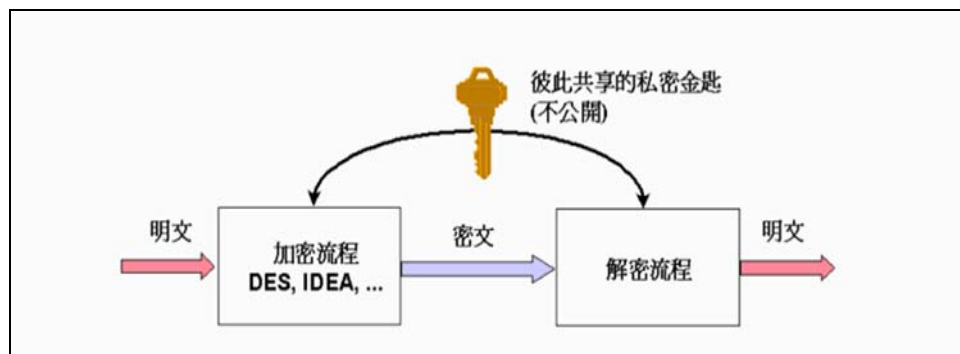 彼此共享的私密金匙
(不公開)
明文
加密流程
DES, IDEA, ...
密文
解密流程
明文